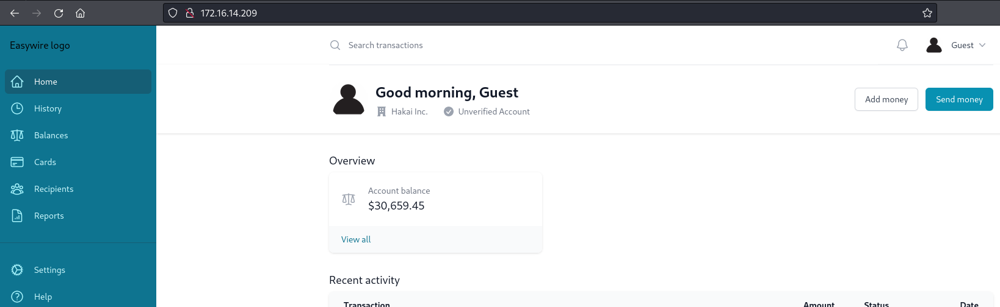 172.16.14.209
Easywire logo
Search transactions
Guest
Home
History
Balances
Cards
Recipients
Reports
Settings
Help
Good morning, Guest
Hakai Inc. Unverified Account
Add money Send money
Overview
Account balance
$30,659.45
View all
Recent activity
Transaction Amount Status Date